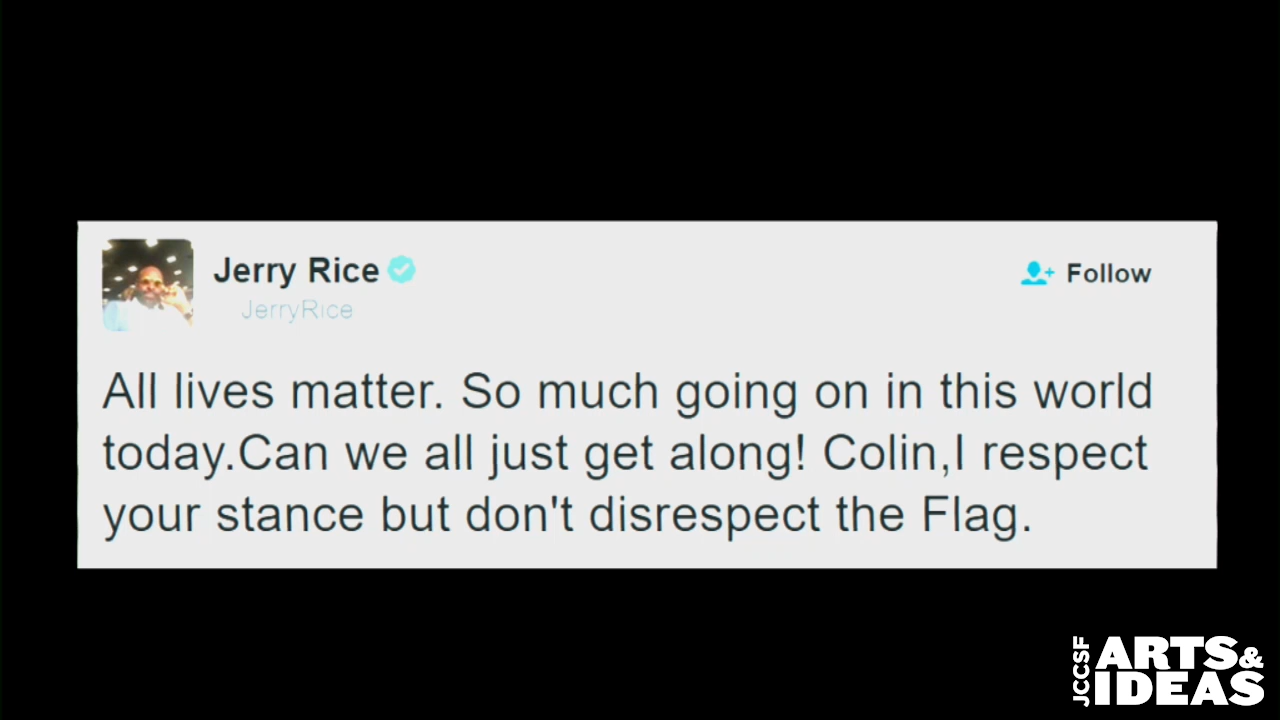 Jerry Rice
JerryRice
Follow
All lives matter. So much going on in this world
today.Can we all just get along! Colin,I respect
your stance but don't disrespect the Flag.
JCCSF
ARTS&
IDEAS